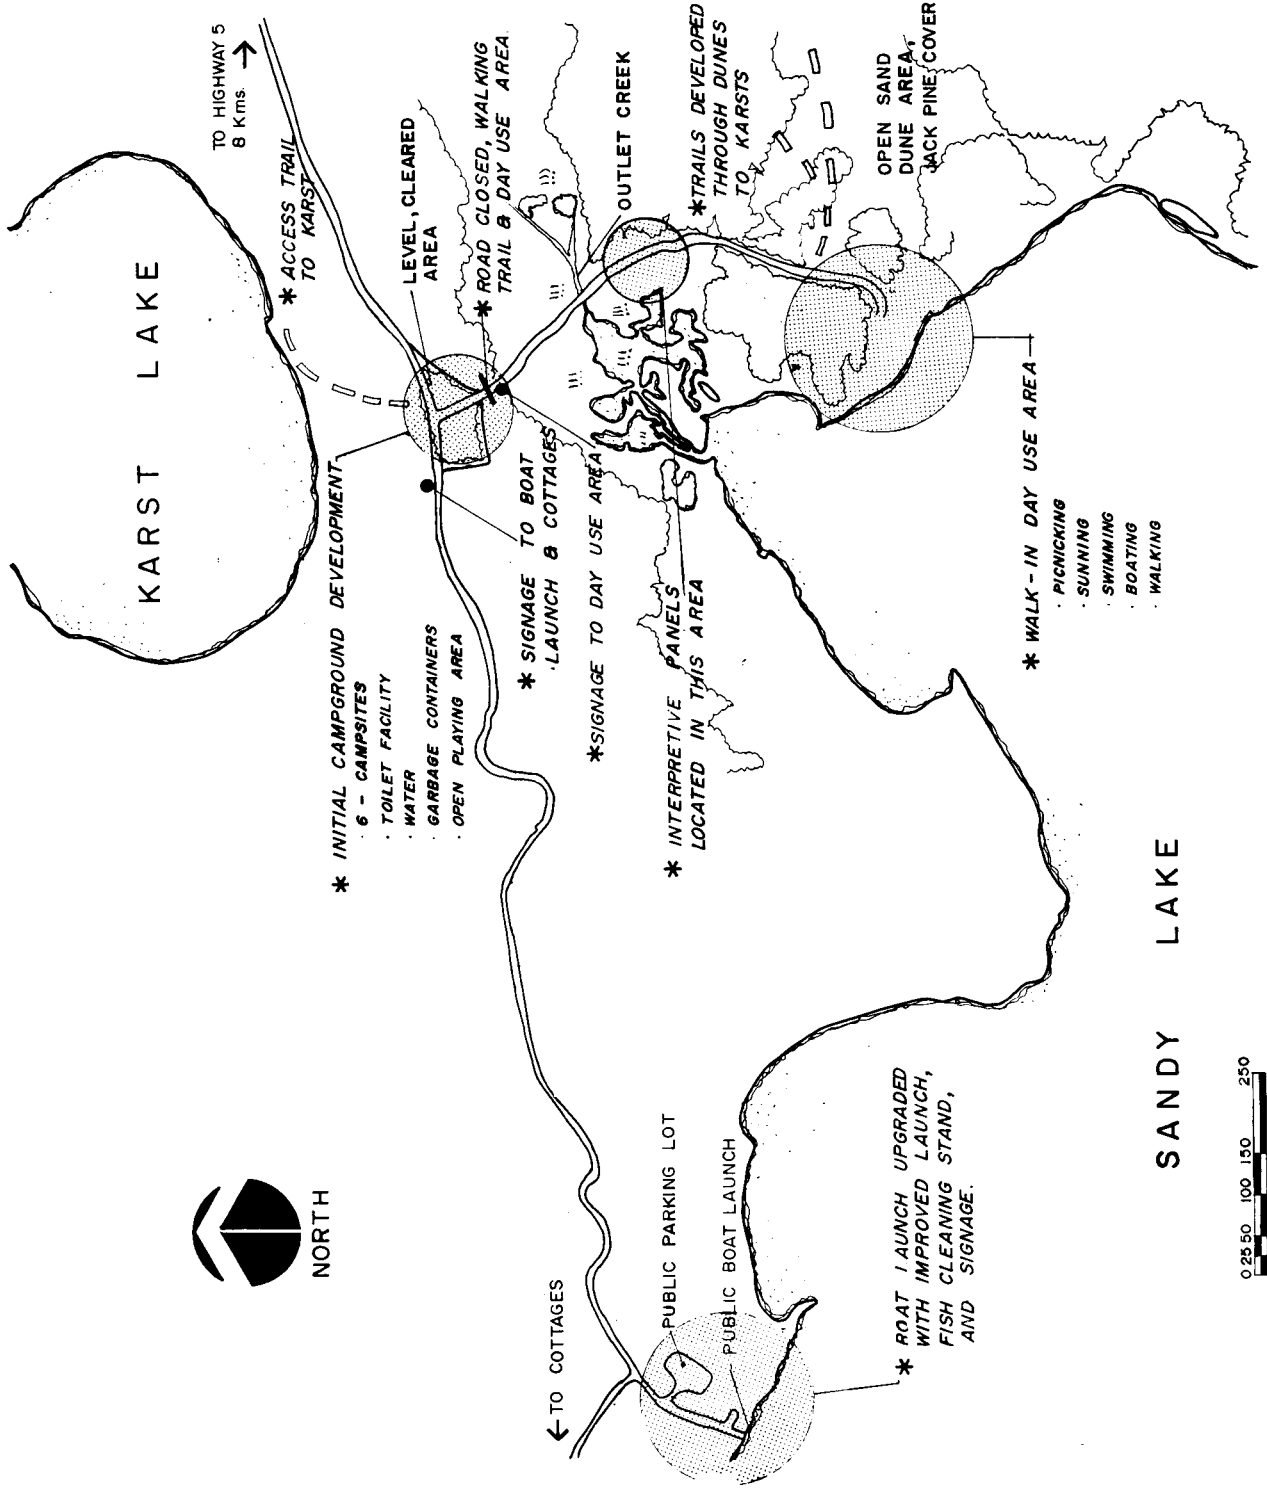 TO HIGHWAY 5
8 Kms.
KARST LAKE
* ACCESS TRAIL
TO KARST
LEVEL, CLEARED
AREA
* ROAD CLOSED, WALKING
TRAIL & DAY USE AREA.
OUTLET CREEK
*TRAILS DEVELOPED
THROUGH DUNES
TO KARSTS
OPEN SAND
DUNE AREA,
JACK PINE COVER
* INITIAL CAMPGROUND DEVELOPMENT
· 6 - CAMPSITES
· TOILET FACILITY
· WATER
· GARBAGE CONTAINERS
· OPEN PLAYING AREA
* SIGNAGE TO BOAT
·LAUNCH & COTTAGES
*SIGNAGE TO DAY USE AREA
* INTERPRETIVE PANELS
LOCATED IN THIS AREA
* WALK-IN DAY USE AREA
· PICNICKING
· SUNNING
· SWIMMING
· BOATING
· WALKING
NORTH
TO COTTAGES
PUBLIC PARKING LOT
PUBLIC BOAT LAUNCH
* ROAT LAUNCH UPGRADED
WITH IMPROVED LAUNCH,
FISH CLEANING STAND,
AND SIGNAGE.
SANDY LAKE
0 25 50 100 150 250